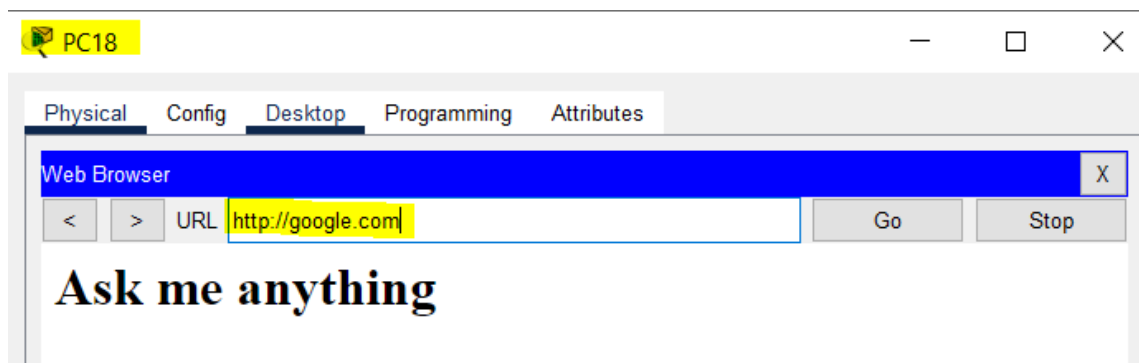 PC18
Physical Config Desktop Programming Attributes
Web Browser X
< > URL http://google.com Go Stop
Ask me anything